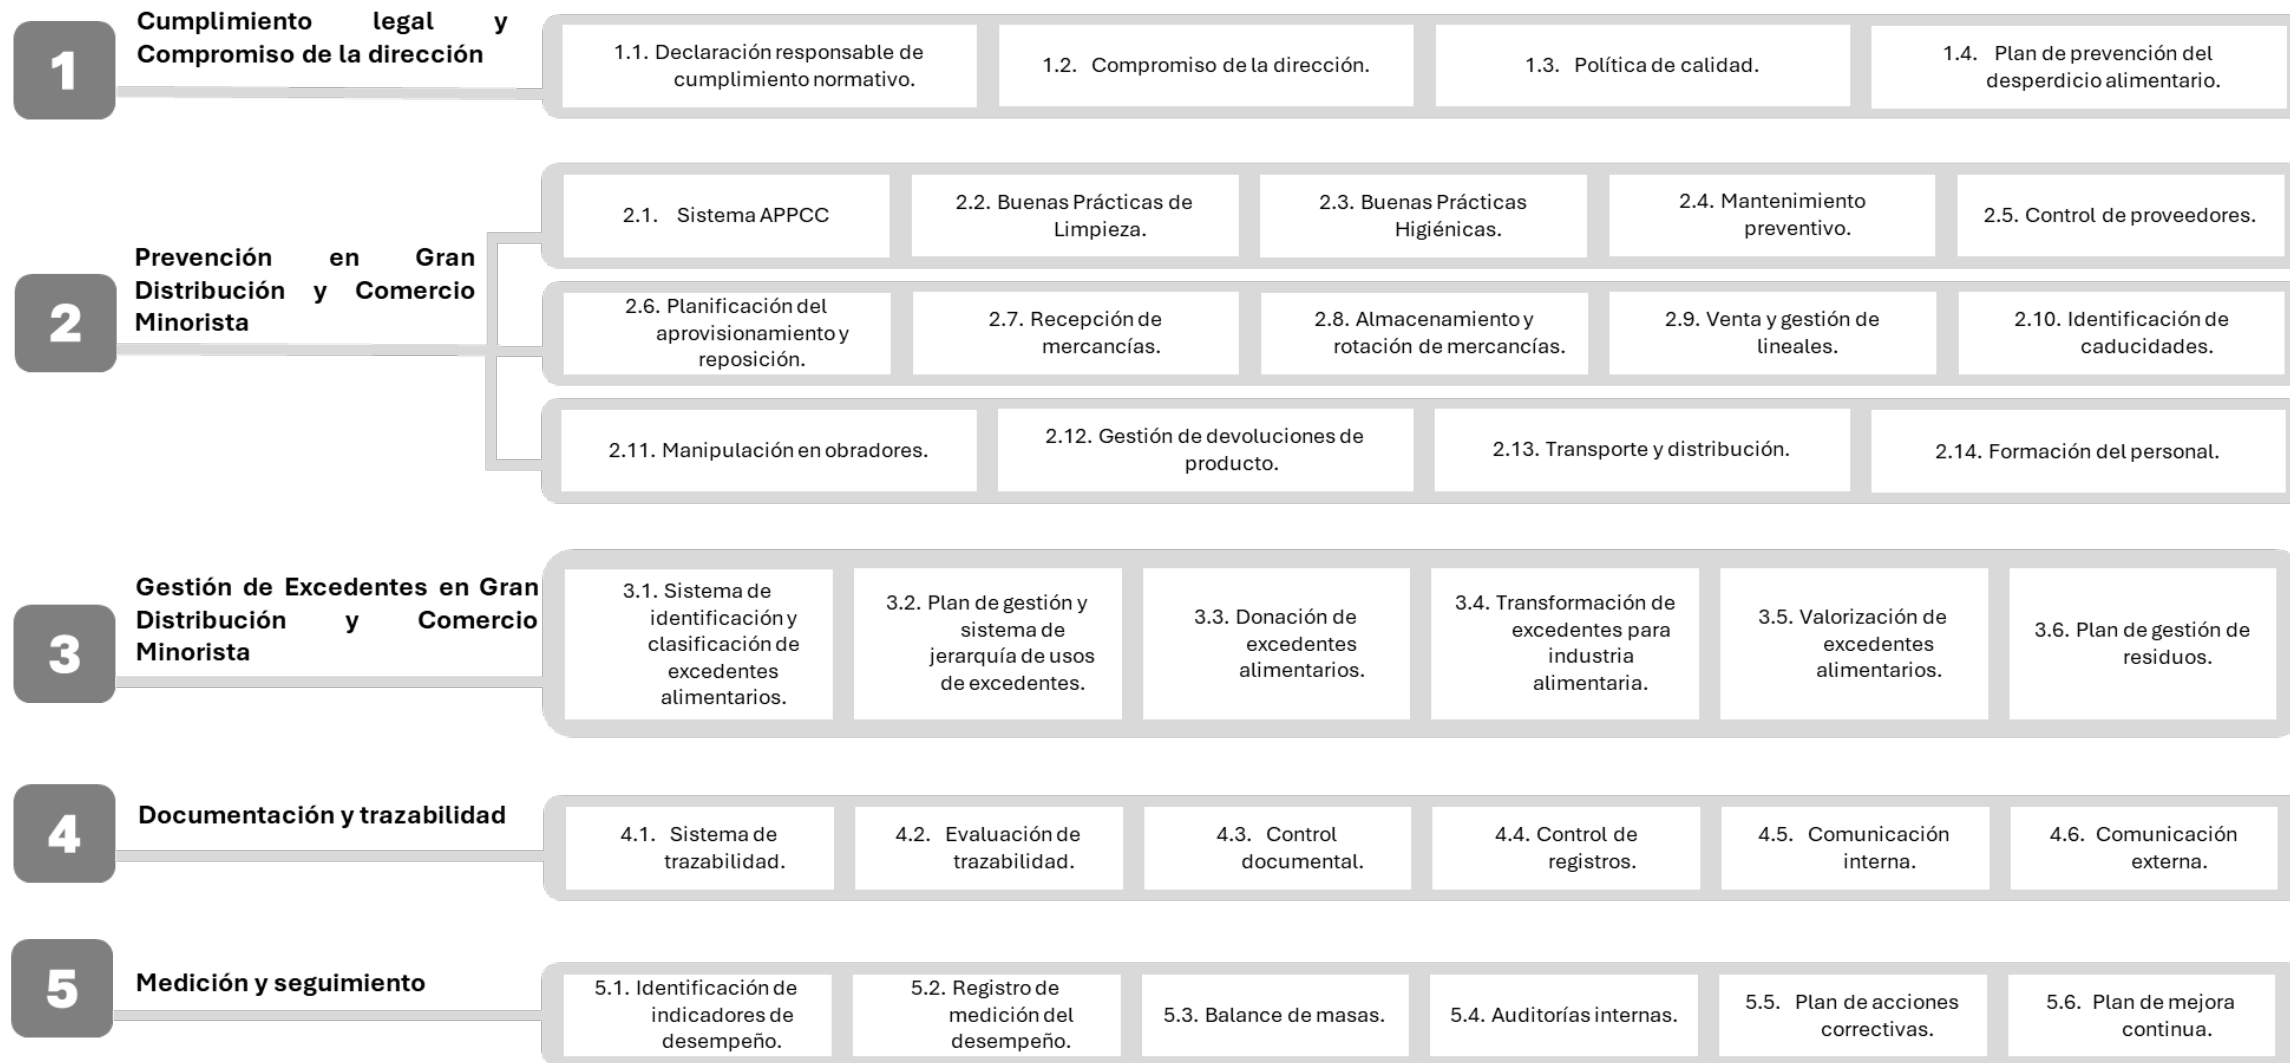 1
Cumplimiento legal y
Compromiso de la dirección
1.1. Declaración responsable de
cumplimiento normativo.
1.2. Compromiso de la dirección.
1.3. Política de calidad.
1.4. Plan de prevención del
desperdicio alimentario.
2
Prevención en Gran
Distribución y Comercio
Minorista
2.1. Sistema APPCC
2.2. Buenas Prácticas de
Limpieza.
2.3. Buenas Prácticas
Higiénicas.
2.4. Mantenimiento
preventivo.
2.5. Control de proveedores.
2.6. Planificación del
aprovisionamiento y
reposición.
2.7. Recepción de
mercancías.
2.8. Almacenamiento y
rotación de mercancías.
2.9. Venta y gestión de
lineales.
2.10. Identificación de
caducidades.
2.11. Manipulación en obradores.
2.12. Gestión de devoluciones de
producto.
2.13. Transporte y distribución.
2.14. Formación del personal.
3
Gestión de Excedentes en Gran
Distribución y Comercio
Minorista
3.1. Sistema de
identificación y
clasificación de
excedentes
alimentarios.
3.2. Plan de gestión y
sistema de
jerarquía de usos
de excedentes.
3.3. Donación de
excedentes
alimentarios.
3.4. Transformación de
excedentes para
industria
alimentaria.
3.5. Valorización de
excedentes
alimentarios.
3.6. Plan de gestión de
residuos.
4
Documentación y trazabilidad
4.1. Sistema de
trazabilidad.
4.2. Evaluación de
trazabilidad.
4.3. Control
documental.
4.4. Control de
registros.
4.5. Comunicación
interna.
4.6. Comunicación
externa.
5
Medición y seguimiento
5.1. Identificación de
indicadores de
desempeño.
5.2. Registro de
medición del
desempeño.
5.3. Balance de masas.
5.4. Auditorías internas.
5.5. Plan de acciones
correctivas.
5.6. Plan de mejora
continua.